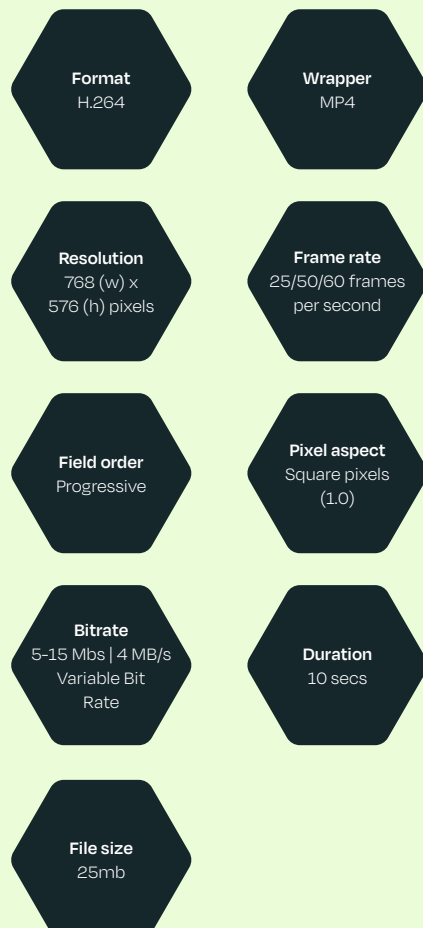 Format
H.264
Wrapper
MP4
Resolution
768 (w) x
576 (h) pixels
Frame rate
25/50/60 frames
per second
Field order
Progressive
Pixel aspect
Square pixels
(1.0)
Bitrate
5-15 Mbs | 4 MB/s
Variable Bit
Rate
Duration
10 secs
File size
25mb